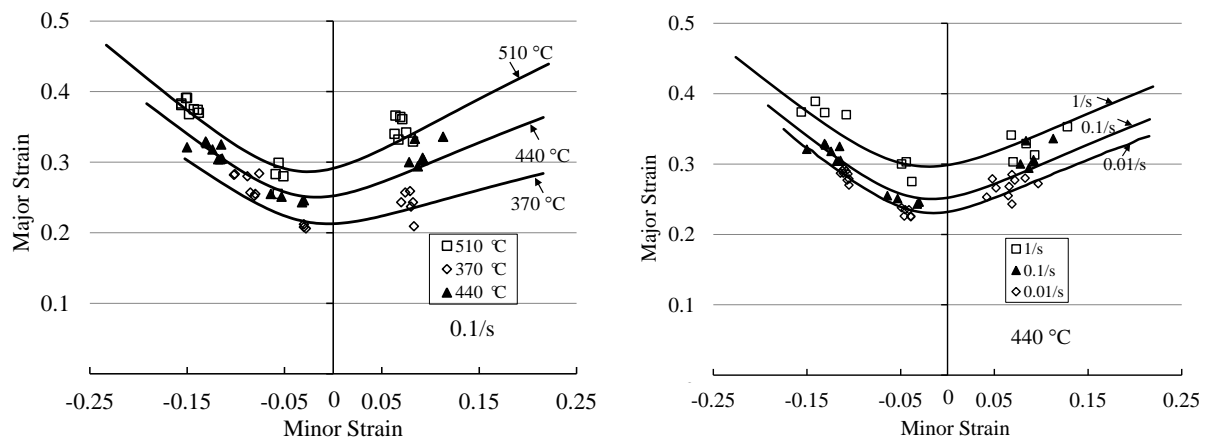 0.5
0.4
0.3
0.2
0.1
Major Strain
510 °C
440 °C
370 °C
510 °C
370 °C
440 °C
0.1/s
-0.25
-0.15
-0.05
0
0.05
0.15
0.25
Minor Strain
0.5
0.4
0.3
0.2
0.1
Major Strain
1/s
0.1/s
0.01/s
1/s
0.1/s
0.01/s
440 °C
-0.25
-0.15
-0.05
0
0.05
0.15
0.25
Minor Strain